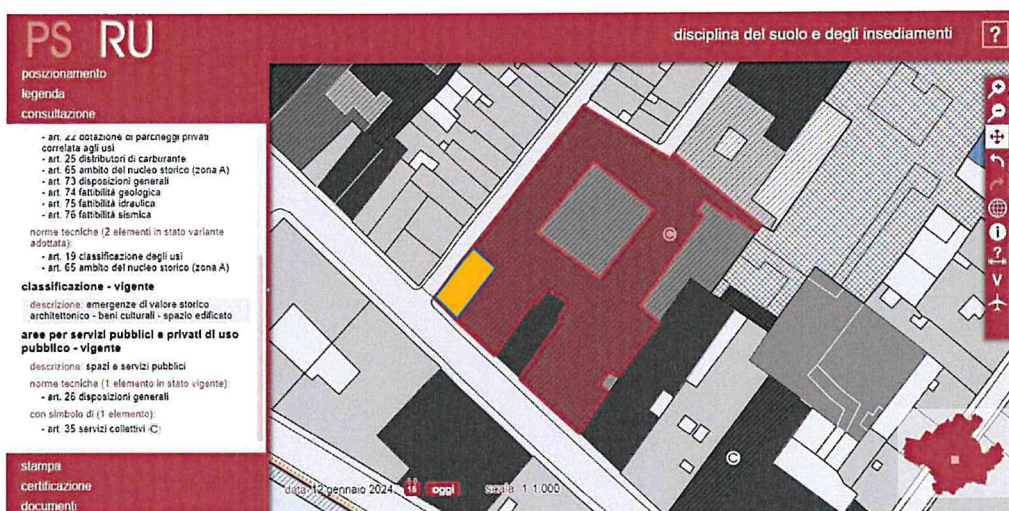 PS RU
disciplina del suolo e degli insediamenti
?
posizionamento
legenda
consultazione
- art. 22 dotazione di parcheggi privati
correlata agli usi
- art. 25 distributori di carburante
- art. 65 ambito del nucleo storico (zona A)
- art. 73 disposizioni generali
- art. 74 fattibilità geologica
- art. 75 fattibilità idraulica
- art. 76 fattibilità sismica
norme tecniche (2 elementi in stato variante
adottata):
- art. 19 classificazione degli usi
- art. 65 ambito del nucleo storico (zona A)
classificazione - vigente
descrizione: emergenze di valore storico
architettonico - beni culturali - spazio edificato
aree per servizi pubblici e privati di uso
pubblico - vigente
descrizione: spazi e servizi pubblici
norme tecniche (1 elemento in stato vigente):
- art. 26 disposizioni generali
con simbolo di (1 elemento):
- art. 35 servizi collettivi (C)
stampa
certificazione
documenti
C
C
i
?
V
data: 12 gennaio 2024
oggi
scala: 1:1.000